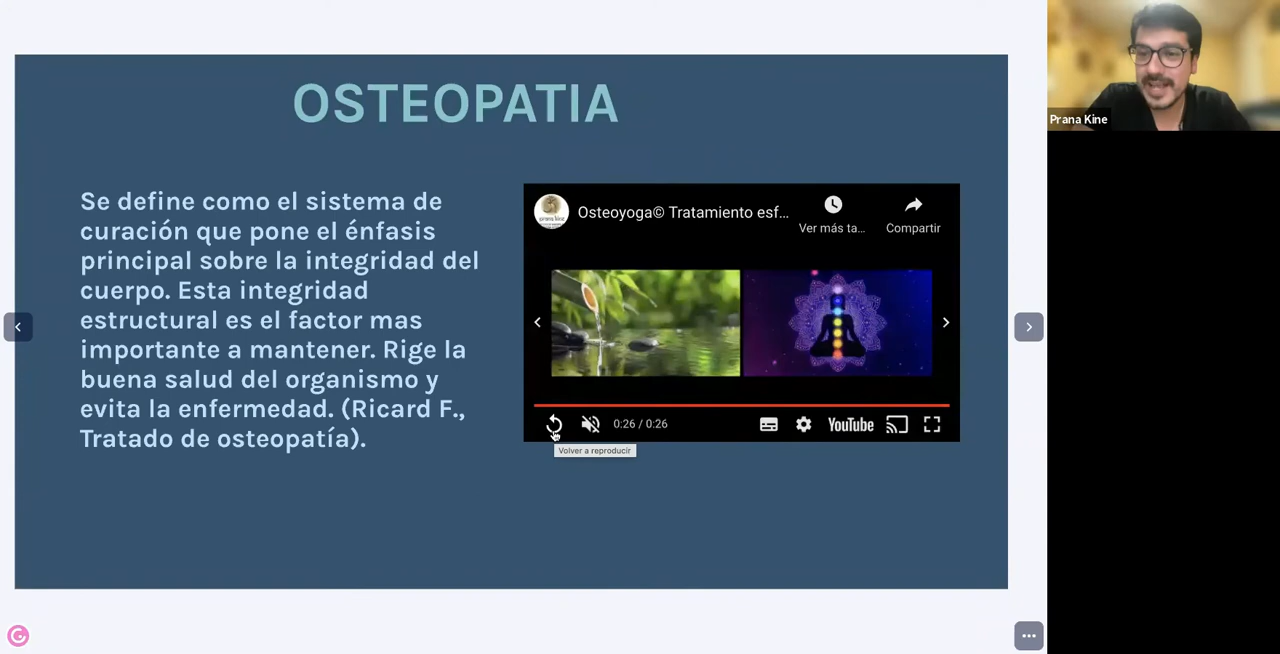 OSTEOPATIA
Se define como el sistema de
curación que pone el énfasis
principal sobre la integridad del
cuerpo. Esta integridad
estructural es el factor mas
importante a mantener. Rige la
buena salud del organismo y
evita la enfermedad. (Ricard F.,
Tratado de osteopatía).
Osteoyoga© Tratamiento esf...
Ver más ta...
Compartir
0:26 / 0:26
YouTube
Volver a reproducir
Prana Kine